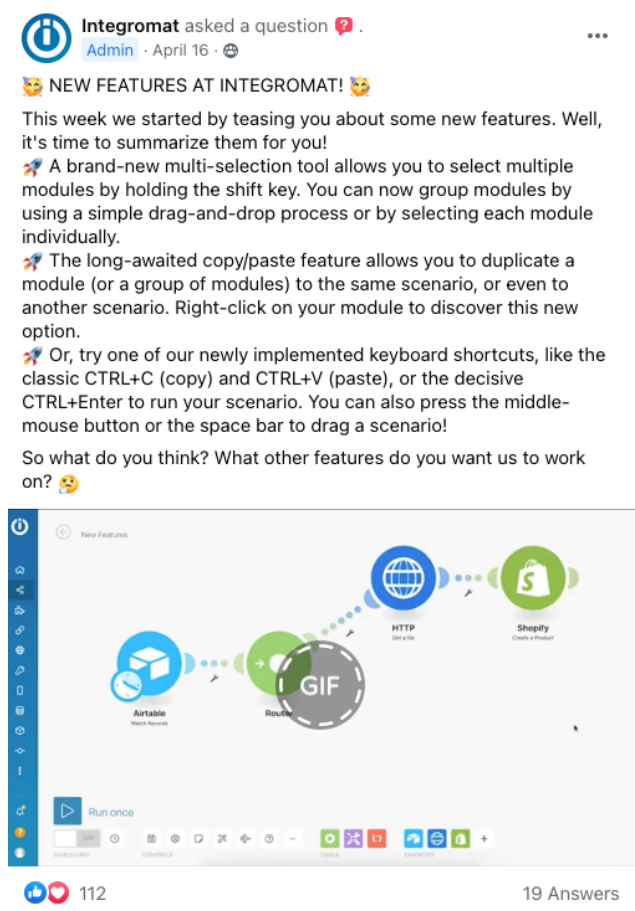 Integromat asked a question .
Admin · April 16 ·
🥳 NEW FEATURES AT INTEGROMAT! 🥳
This week we started by teasing you about some new features. Well,
it's time to summarize them for you!
🚀 A brand-new multi-selection tool allows you to select multiple
modules by holding the shift key. You can now group modules by
using a simple drag-and-drop process or by selecting each module
individually.
🚀 The long-awaited copy/paste feature allows you to duplicate a
module (or a group of modules) to the same scenario, or even to
another scenario. Right-click on your module to discover this new
option.
🚀 Or, try one of our newly implemented keyboard shortcuts, like the
classic CTRL+C (copy) and CTRL+V (paste), or the decisive
CTRL+Enter to run your scenario. You can also press the middle-
mouse button or the space bar to drag a scenario!
So what do you think? What other features do you want us to work
on? 🤔
New Features
HTTP
Get a file
Shopify
Create a Product
Airtable
Watch Records
Router
GIF
Run once
OFF
SCHEDULING
CONTROLS
TOOLS
FAVORITES
112
19 Answers